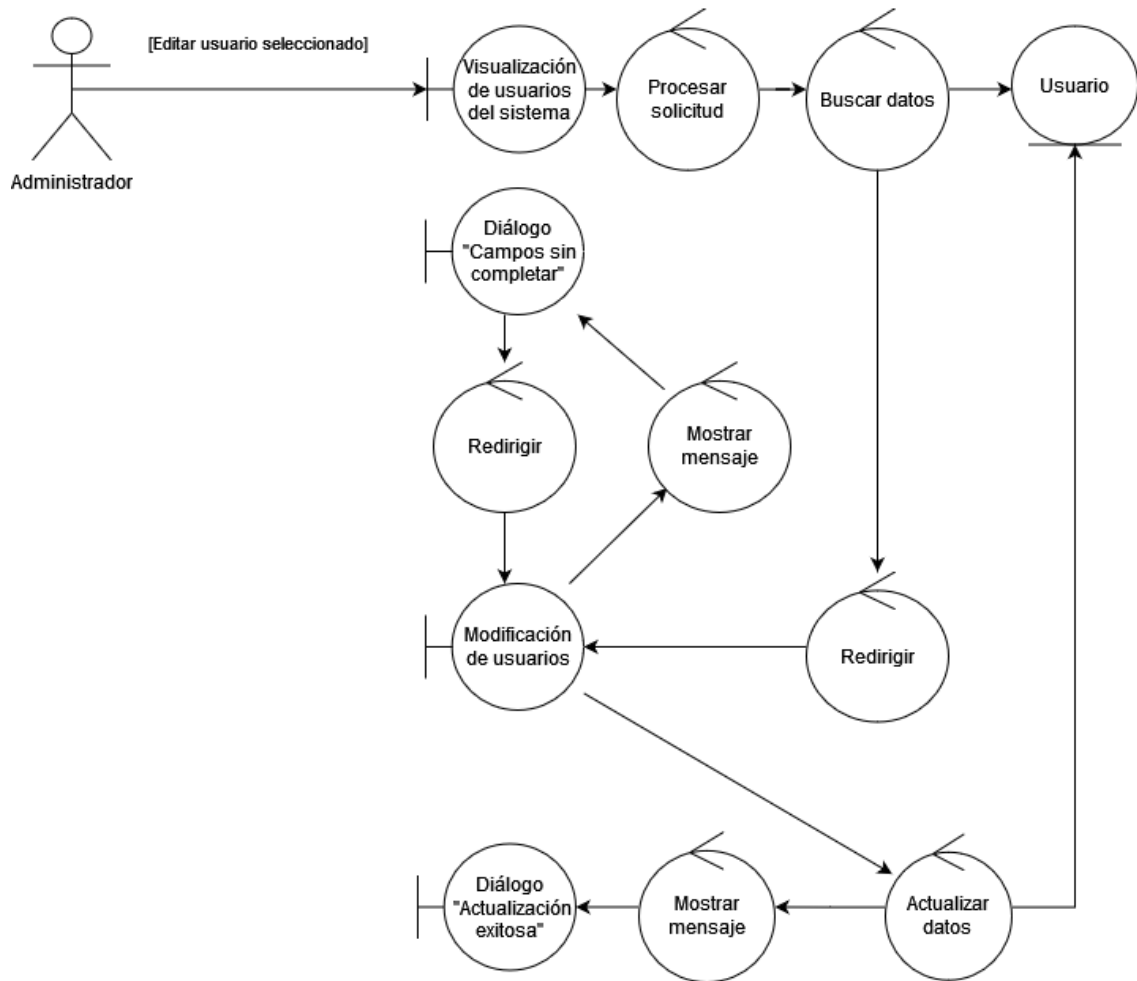 [Editar usuario seleccionado]
Administrador
Visualización
de usuarios
del sistema
Procesar
solicitud
Buscar datos
Usuario
Diálogo
"Campos sin
completar"
Redirigir
Mostrar
mensaje
Modificación
de usuarios
Redirigir
Diálogo
"Actualización
exitosa"
Mostrar
mensaje
Actualizar
datos